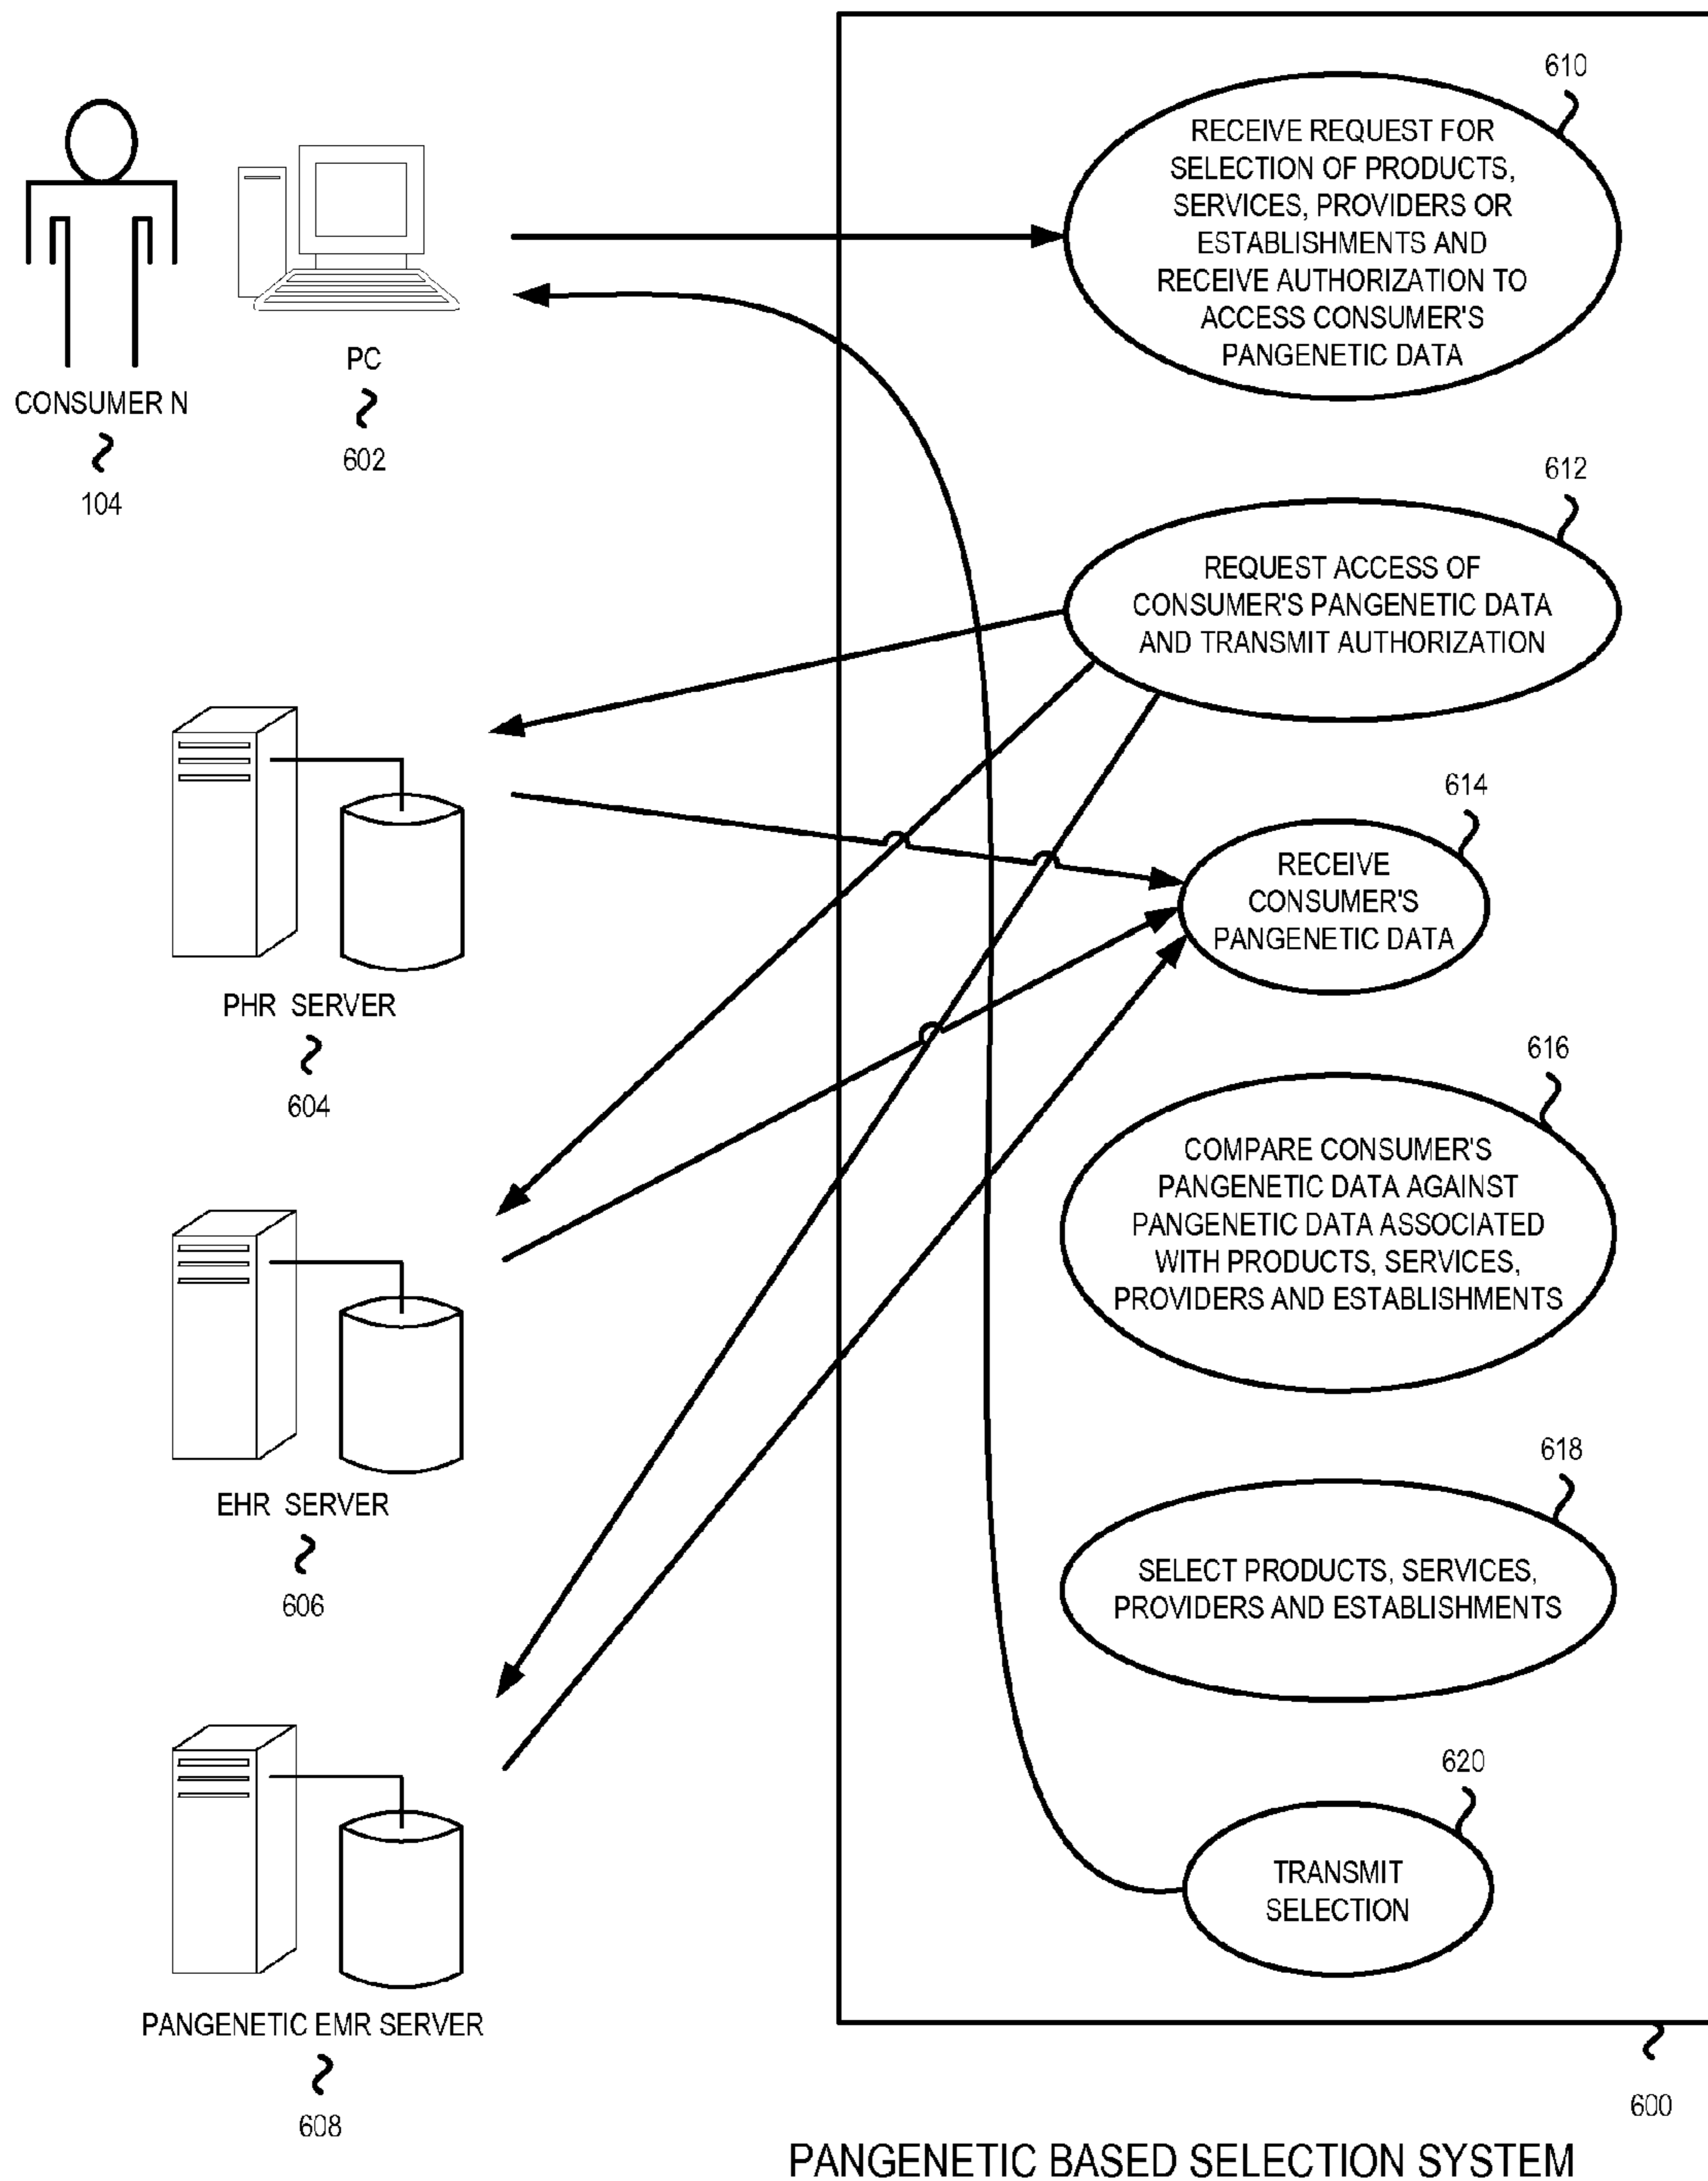 610
RECEIVE REQUEST FOR
SELECTION OF PRODUCTS,
SERVICES, PROVIDERS OR
ESTABLISHMENTS AND
RECEIVE AUTHORIZATION TO
ACCESS CONSUMER'S
PANGENETIC DATA
CONSUMER N
104
PC
602
612
REQUEST ACCESS OF
CONSUMER'S PANGENETIC DATA
AND TRANSMIT AUTHORIZATION
PHR SERVER
604
614
RECEIVE
CONSUMER'S
PANGENETIC DATA
616
COMPARE CONSUMER'S
PANGENETIC DATA AGAINST
PANGENETIC DATA ASSOCIATED
WITH PRODUCTS, SERVICES,
PROVIDERS AND ESTABLISHMENTS
EHR SERVER
606
618
SELECT PRODUCTS, SERVICES,
PROVIDERS AND ESTABLISHMENTS
620
TRANSMIT
SELECTION
PANGENETIC EMR SERVER
608
600
PANGENETIC BASED SELECTION SYSTEM